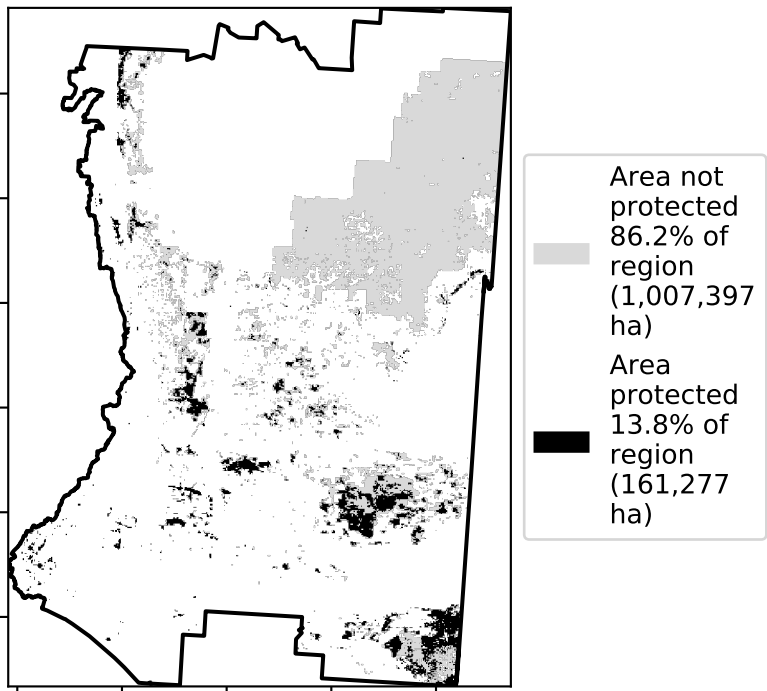 Area not
protected
86.2% of
region
(1,007,397
ha)
Area
protected
13.8% of
region
(161,277
ha)